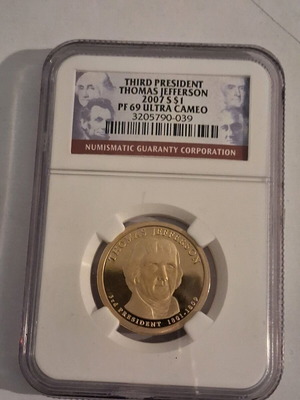 THIRD PRESIDENT
THOMAS JEFFERSON
2007 S $1
PF 69 ULTRA CAMEO
3205790-039
NUMISMATIC GUARANTY CORPORATION
THOMAS JEFFERSON
3rd PRESIDENT 1801-1809